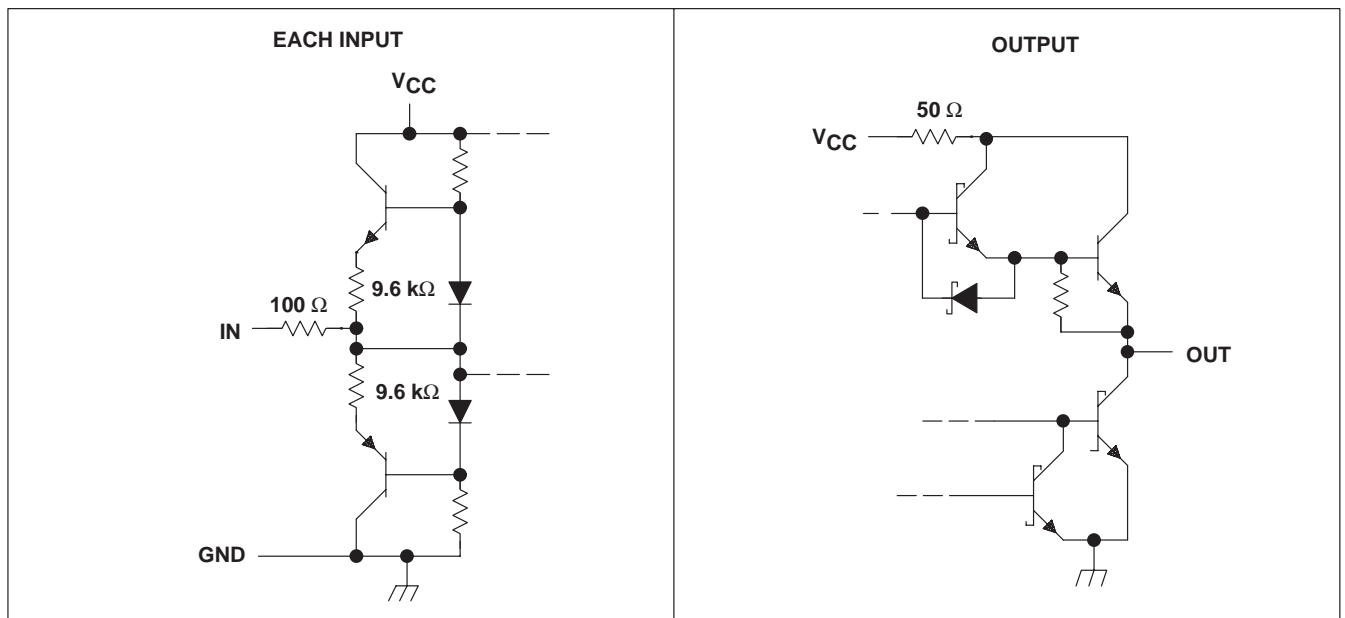 EACH INPUT
VCC
9.6 kΩ
100 Ω
IN
9.6 kΩ
GND
OUTPUT
50 Ω
VCC
OUT